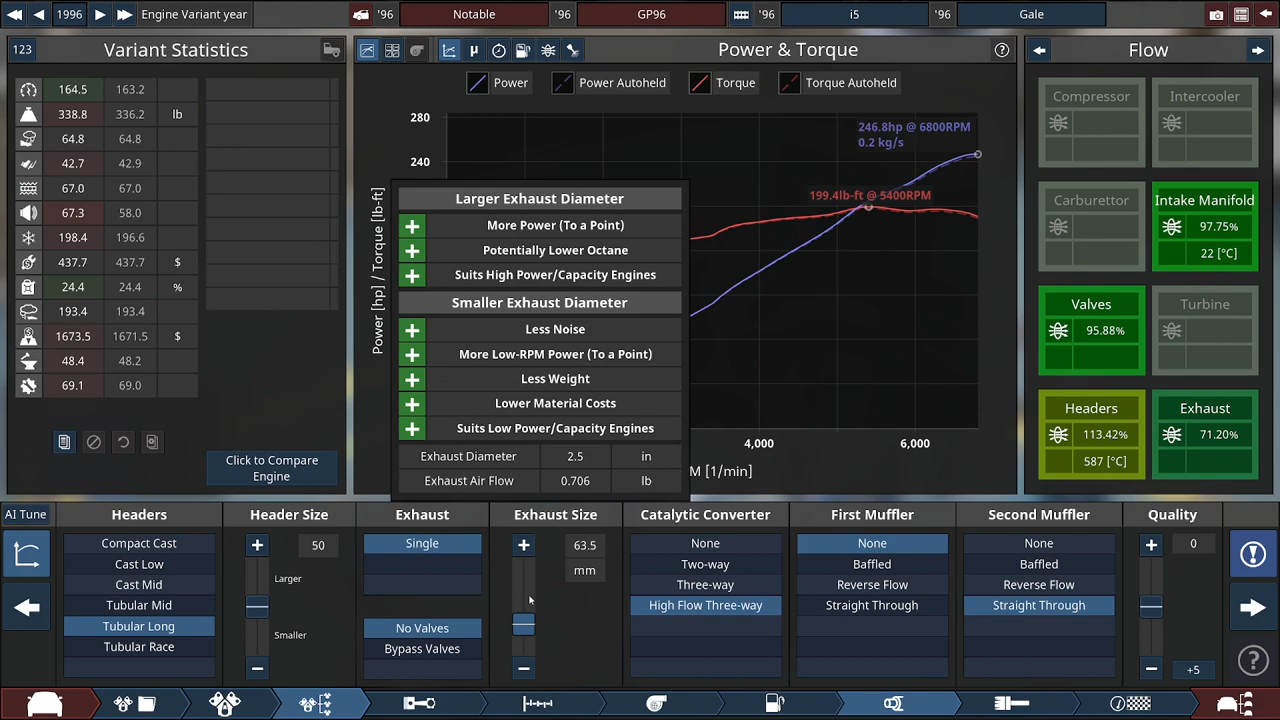 1996 Engine Variant year '96 Notable '96 GP96 '96 i5 '96 Gale
123 Variant Statistics
164.5 163.2
338.8 336.2 lb
64.8 64.8
42.7 42.9
67.0 67.0
67.3 58.0
198.4 196.6
437.7 437.7 $
24.4 24.4 %
193.4 193.4
1673.5 1671.5 $
48.4 48.2
69.1 69.0
Click to Compare
Engine
μ Power & Torque ?
Power Power Autoheld Torque Torque Autoheld
280
240
Power [hp] / Torque [lb-ft]
246.8hp @ 6800RPM
0.2 kg/s
199.4lb-ft @ 5400RPM
4,000 6,000
M [1/min]
Larger Exhaust Diameter
+ More Power (To a Point)
+ Potentially Lower Octane
+ Suits High Power/Capacity Engines
Smaller Exhaust Diameter
+ Less Noise
+ More Low-RPM Power (To a Point)
+ Less Weight
+ Lower Material Costs
+ Suits Low Power/Capacity Engines
Exhaust Diameter 2.5 in
Exhaust Air Flow 0.706 lb
Flow
Compressor Intercooler
Carburettor
Intake Manifold
97.75%
22 [°C]
Valves
95.88%
Turbine
Headers
113.42%
587 [°C]
Exhaust
71.20%
AI Tune
Headers
Compact Cast
Cast Low
Cast Mid
Tubular Mid
Tubular Long
Tubular Race
Header Size
+ 50
Larger
Smaller
-
Exhaust
Single
No Valves
Bypass Valves
Exhaust Size
+ 63.5
mm
-
Catalytic Converter
None
Two-way
Three-way
High Flow Three-way
First Muffler
None
Baffled
Reverse Flow
Straight Through
Second Muffler
None
Baffled
Reverse Flow
Straight Through
Quality
+ 0
- +5
!
?